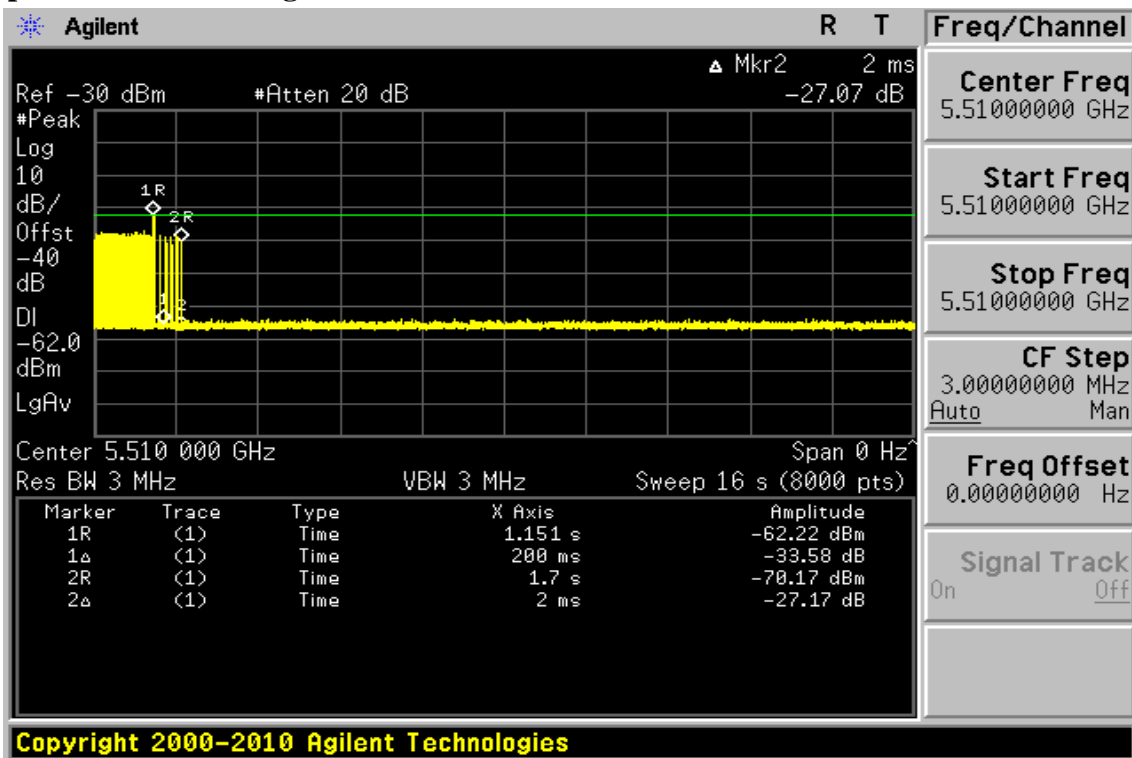 Agilent R T
Freq/Channel
△ Mkr2 2 ms
Ref −30 dBm #Atten 20 dB −27.07 dB
#Peak
Log
10
dB/
Offst
−40
dB
DI
−62.0
dBm
LgAv
1R
2R
1
2
Center 5.510 000 GHz Span 0 Hz^
Res BW 3 MHz VBW 3 MHz Sweep 16 s (8000 pts)
Marker Trace Type X Axis Amplitude
1R (1) Time 1.151 s −62.22 dBm
1△ (1) Time 200 ms −33.58 dB
2R (1) Time 1.7 s −70.17 dBm
2△ (1) Time 2 ms −27.17 dB
Center Freq
5.51000000 GHz
Start Freq
5.51000000 GHz
Stop Freq
5.51000000 GHz
CF Step
3.00000000 MHz
Auto Man
Freq Offset
0.00000000 Hz
Signal Track
On Off
Copyright 2000–2010 Agilent Technologies